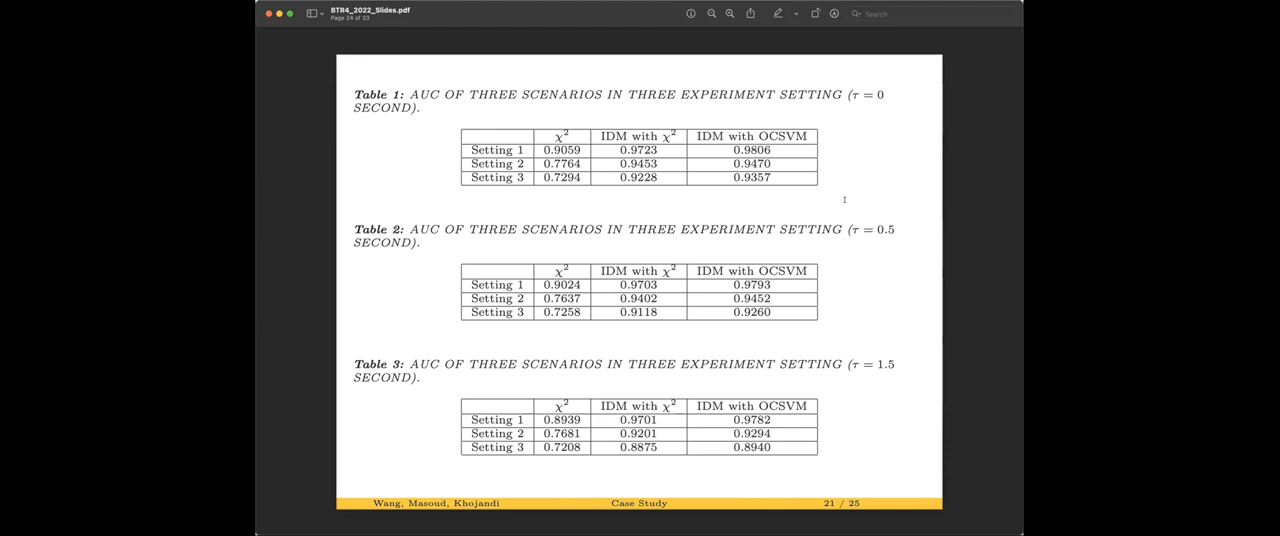 BTR4_2022_Slides.pdf
Page 24 of 33
Search
Table 1: AUC OF THREE SCENARIOS IN THREE EXPERIMENT SETTING (τ = 0
SECOND).
χ² IDM with χ² IDM with OCSVM
Setting 1 0.9059 0.9723 0.9806
Setting 2 0.7764 0.9453 0.9470
Setting 3 0.7294 0.9228 0.9357
Table 2: AUC OF THREE SCENARIOS IN THREE EXPERIMENT SETTING (τ = 0.5
SECOND).
χ² IDM with χ² IDM with OCSVM
Setting 1 0.9024 0.9703 0.9793
Setting 2 0.7637 0.9402 0.9452
Setting 3 0.7258 0.9118 0.9260
Table 3: AUC OF THREE SCENARIOS IN THREE EXPERIMENT SETTING (τ = 1.5
SECOND).
χ² IDM with χ² IDM with OCSVM
Setting 1 0.8939 0.9701 0.9782
Setting 2 0.7681 0.9201 0.9294
Setting 3 0.7208 0.8875 0.8940
Wang, Masoud, Khojandi Case Study 21 / 25